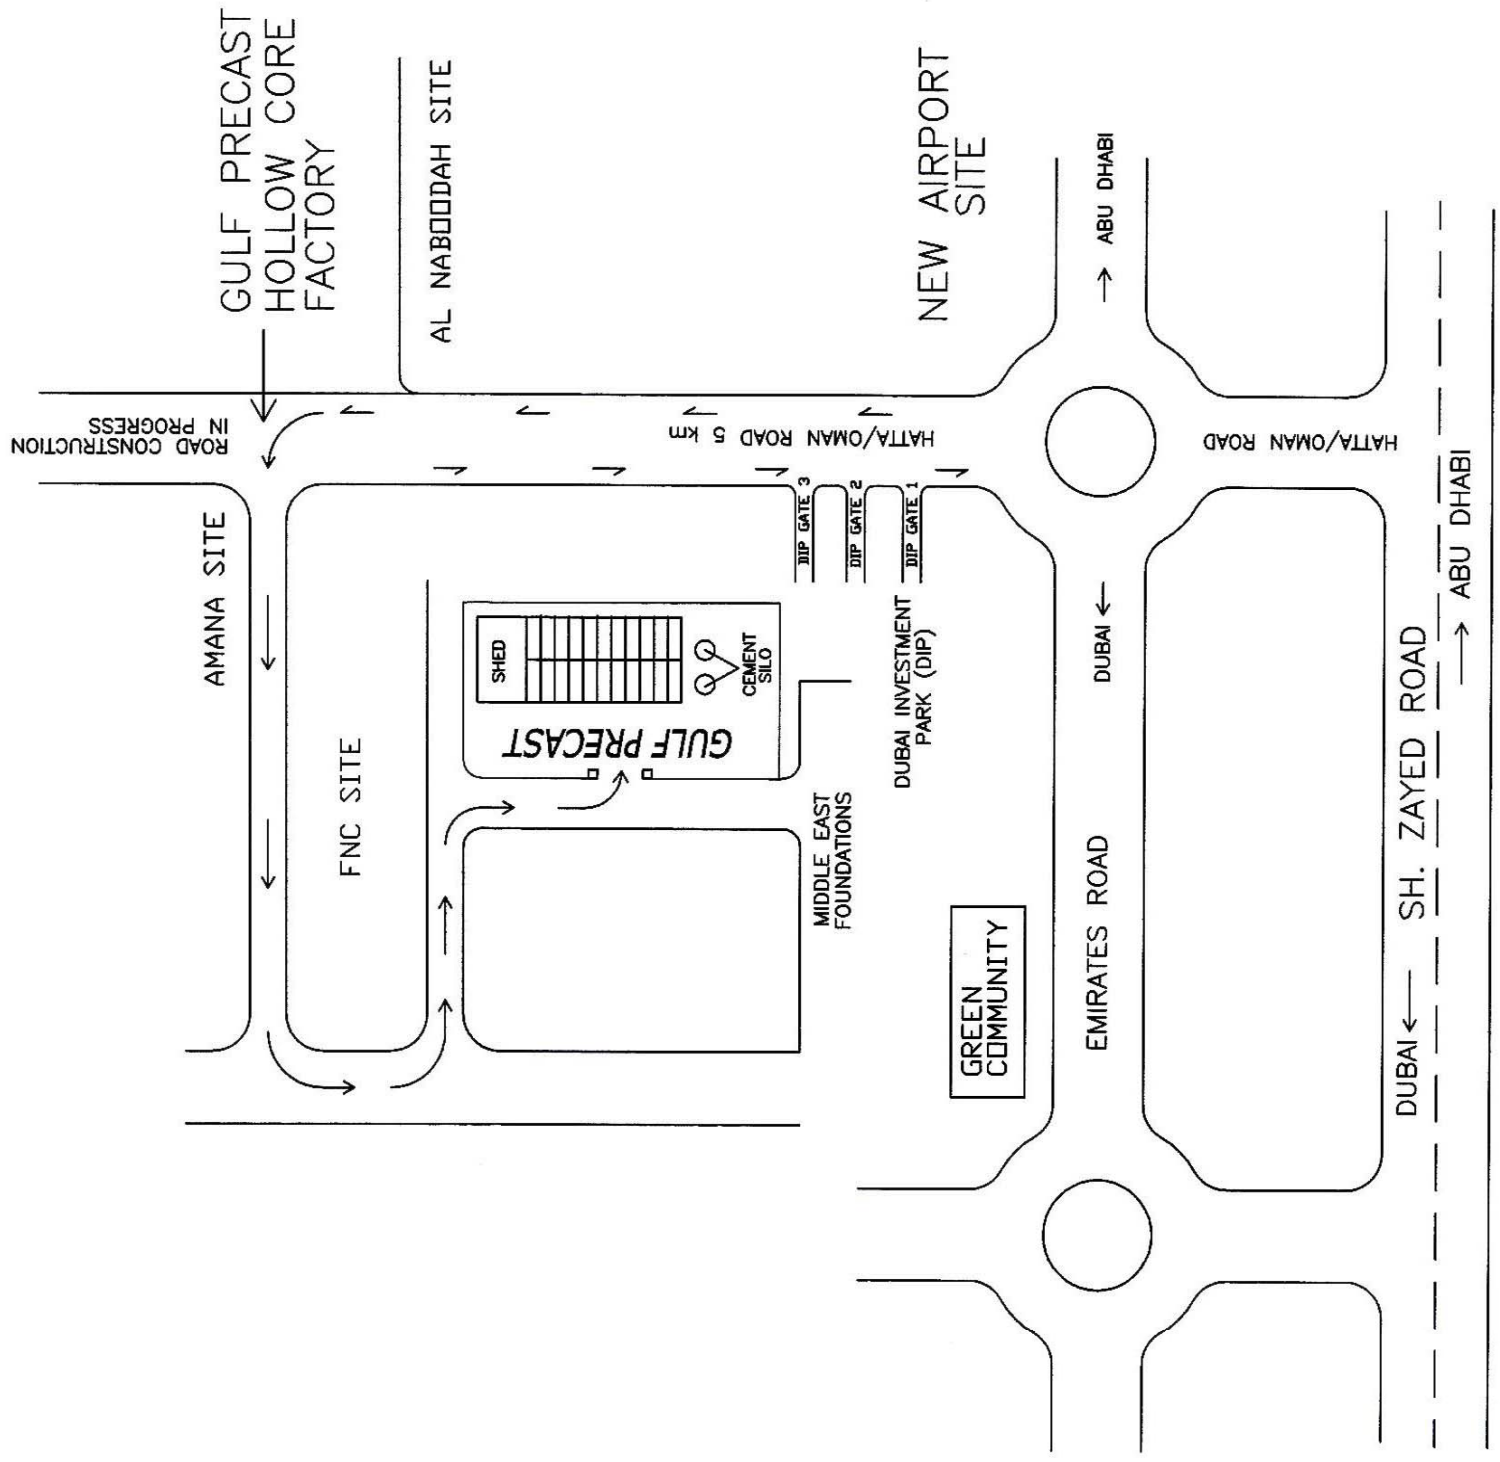 GULF PRECAST
HOLLOW CORE
FACTORY
AL NABOODAH SITE
NEW AIRPORT
SITE
ABU DHABI
ROAD CONSTRUCTION
IN PROGRESS
HATTA/OMAN ROAD 5 km
HATTA/OMAN ROAD
AMANA SITE
DIP GATE 3
DIP GATE 2
DIP GATE 1
FNC SITE
SHED
CEMENT
SILO
GULF PRECAST
DUBAI INVESTMENT
PARK (DIP)
DUBAI
MIDDLE EAST
FOUNDATIONS
GREEN
COMMUNITY
EMIRATES ROAD
SH. ZAYED ROAD
ABU DHABI
DUBAI